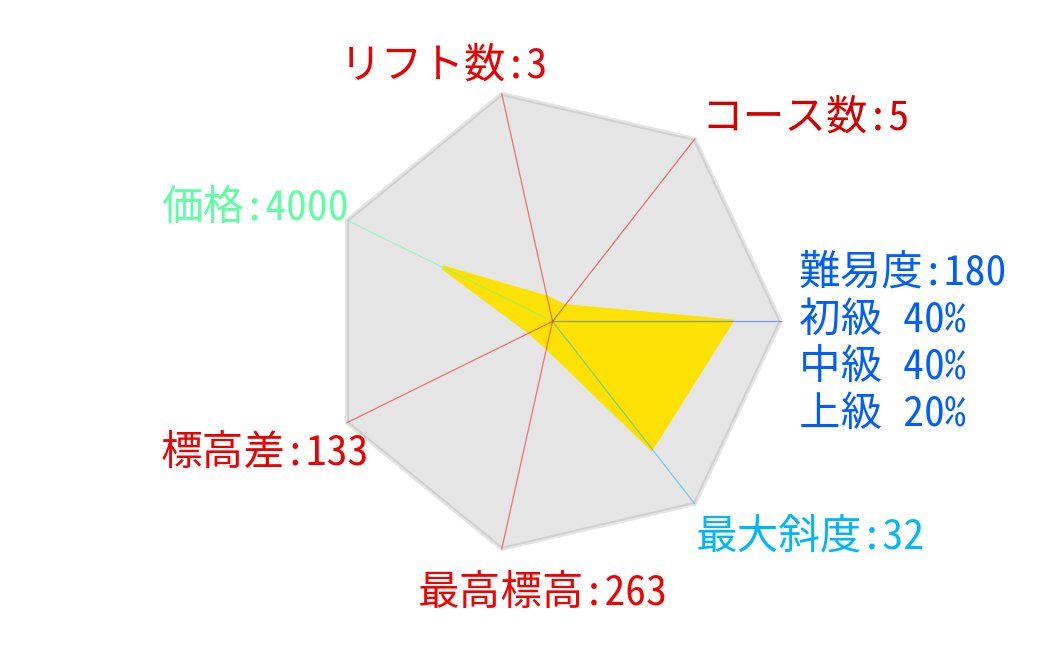 リフト数:3
コース数:5
価格:4000
難易度:180
初級 40%
中級 40%
上級 20%
標高差:133
最大斜度:32
最高標高:263